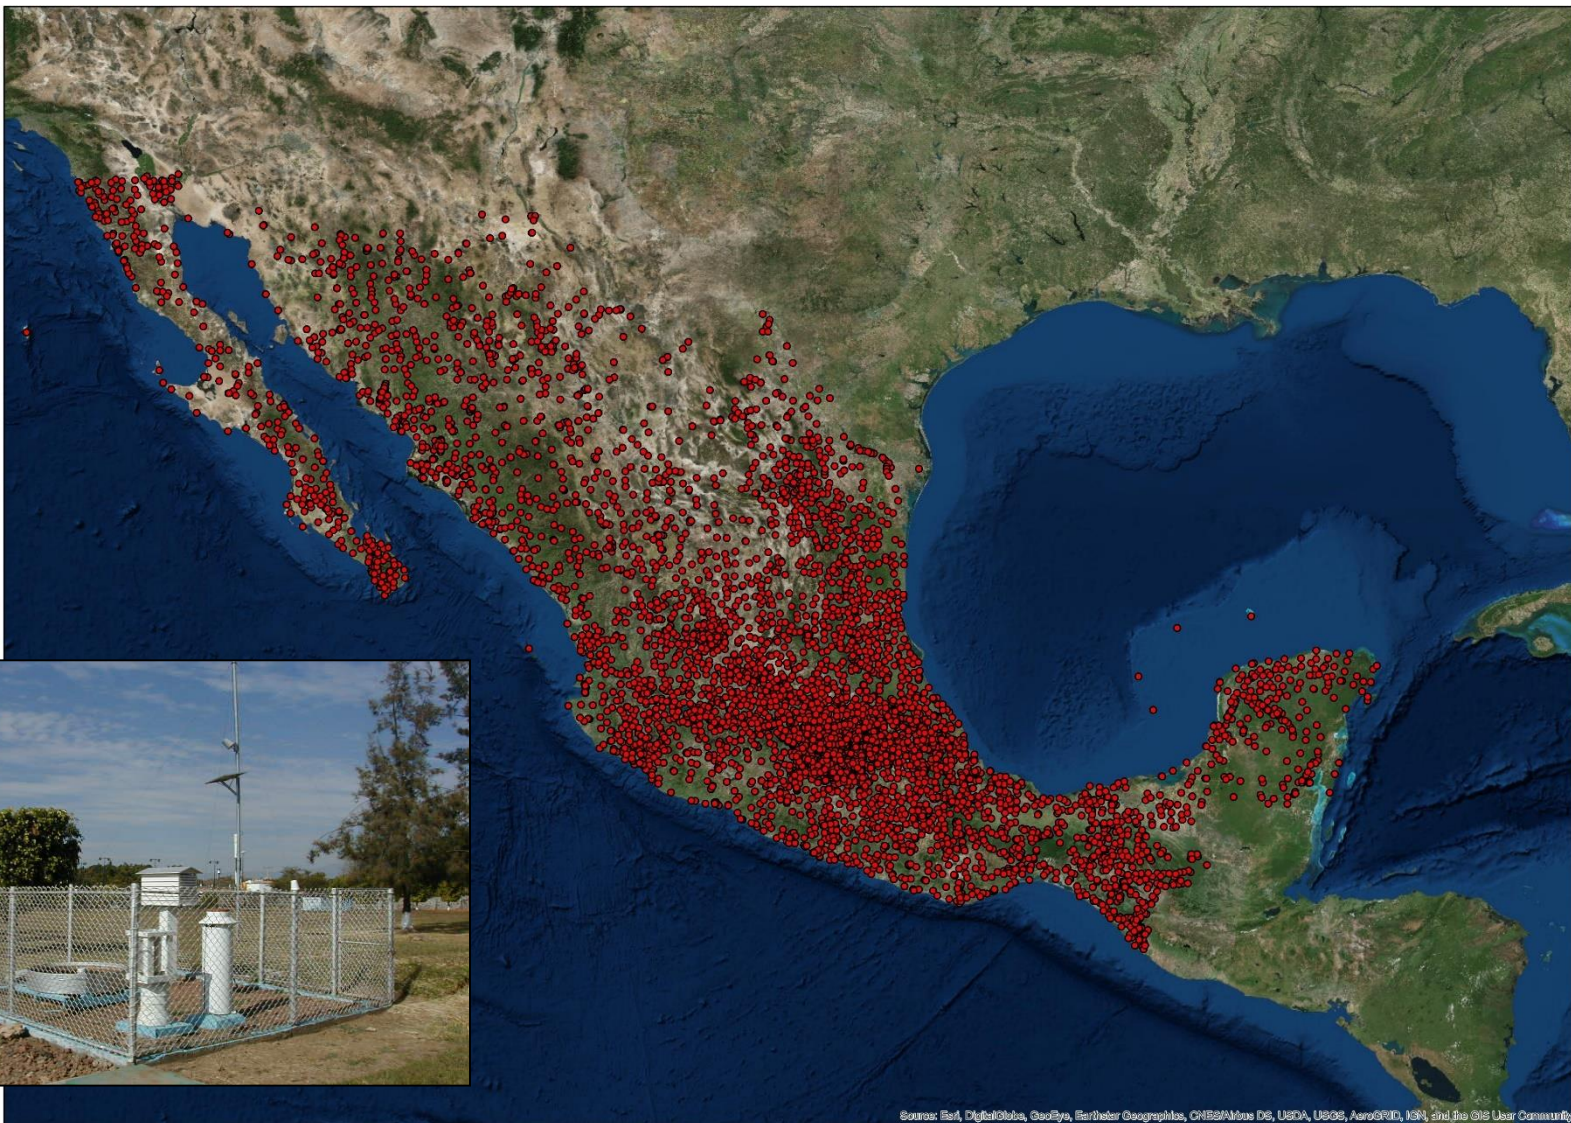 Source: Esri, DigitalGlobe, GeoEye, Earthstar Geographics, CNES/Airbus DS, USDA, USGS, AeroGRID, IGN, and the GIS User Community